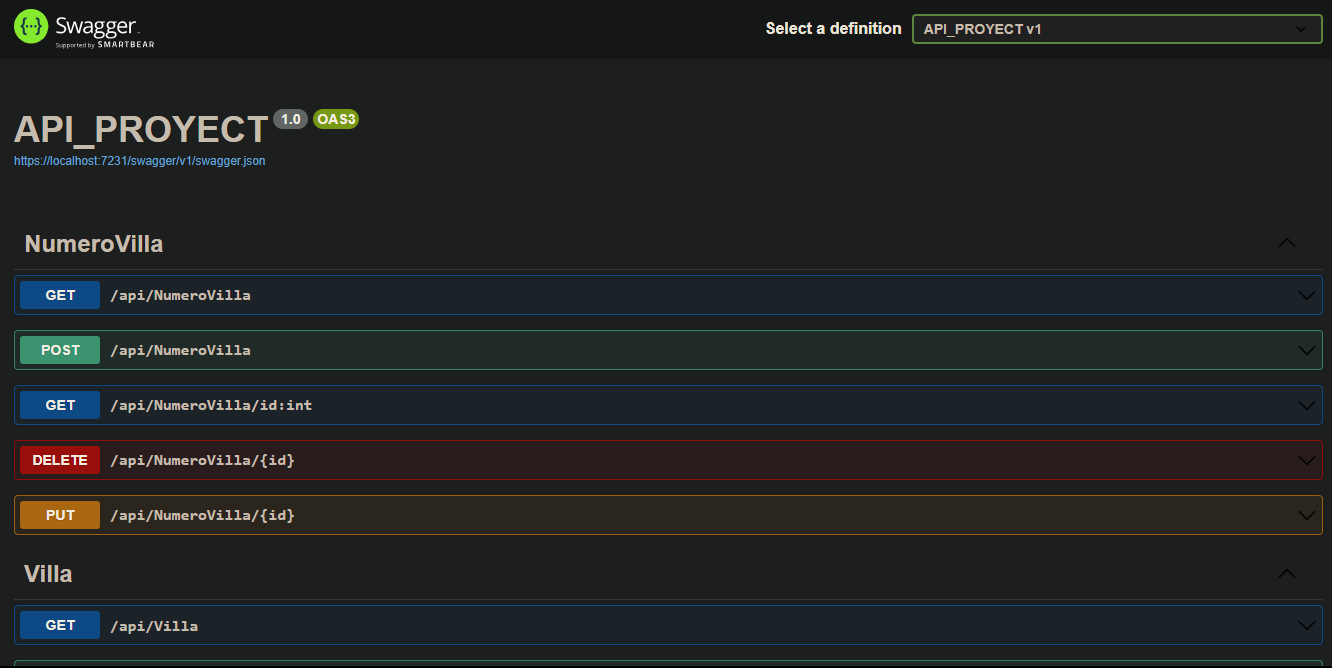 Swagger
Supported by SMARTBEAR
Select a definition
API_PROYECT v1
API_PROYECT 1.0 OAS3
https://localhost:7231/swagger/v1/swagger.json
NumeroVilla
GET /api/NumeroVilla
POST /api/NumeroVilla
GET /api/NumeroVilla/id:int
DELETE /api/NumeroVilla/{id}
PUT /api/NumeroVilla/{id}
Villa
GET /api/Villa